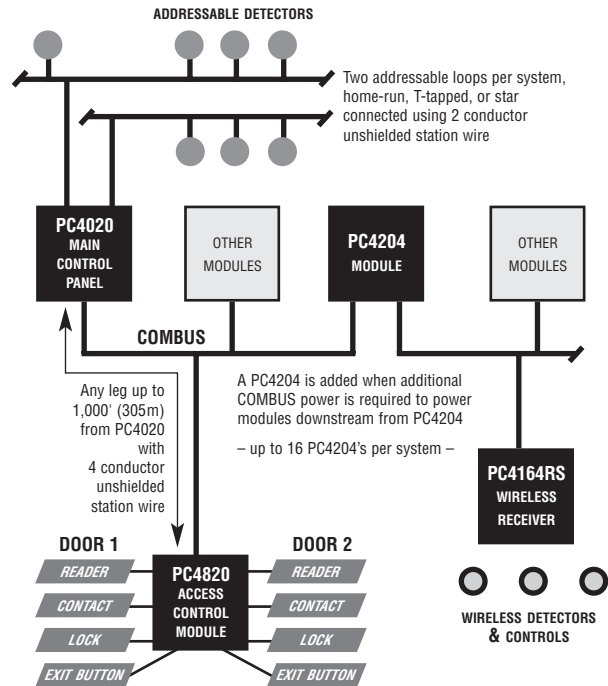 ADDRESSABLE DETECTORS
Two addressable loops per system,
home-run, T-tapped, or star
connected using 2 conductor
unshielded station wire
PC4020
MAIN
CONTROL
PANEL
OTHER
MODULES
PC4204
MODULE
OTHER
MODULES
COMBUS
Any leg up to
1,000' (305m)
from PC4020
with
4 conductor
unshielded
station wire
A PC4204 is added when additional
COMBUS power is required to power
modules downstream from PC4204
– up to 16 PC4204's per system –
PC4164RS
WIRELESS
RECEIVER
DOOR 1
READER
CONTACT
LOCK
EXIT BUTTON
PC4820
ACCESS
CONTROL
MODULE
DOOR 2
READER
CONTACT
LOCK
EXIT BUTTON
WIRELESS DETECTORS
& CONTROLS